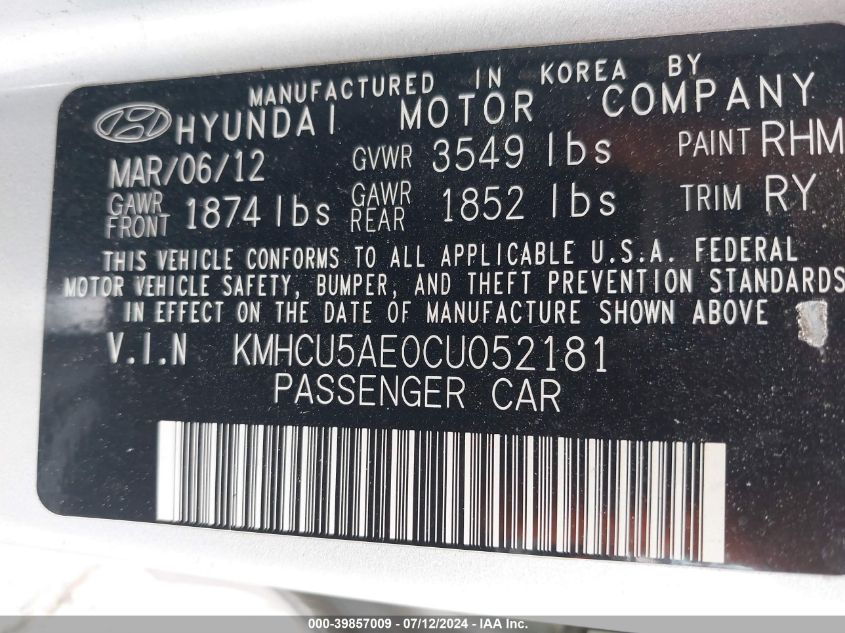 MANUFACTURED IN KOREA BY
HYUNDAI MOTOR COMPANY
MAR/06/12 GVWR 3549 lbs PAINT RHM
GAWR FRONT 1874 lbs GAWR REAR 1852 lbs TRIM RY
THIS VEHICLE CONFORMS TO ALL APPLICABLE U.S.A. FEDERAL
MOTOR VEHICLE SAFETY, BUMPER, AND THEFT PREVENTION STANDARDS
IN EFFECT ON THE DATE OF MANUFACTURE SHOWN ABOVE
V.I.N KMHCU5AE0CU052181
PASSENGER CAR
000-39857009 - 07/12/2024 - IAAI.COM